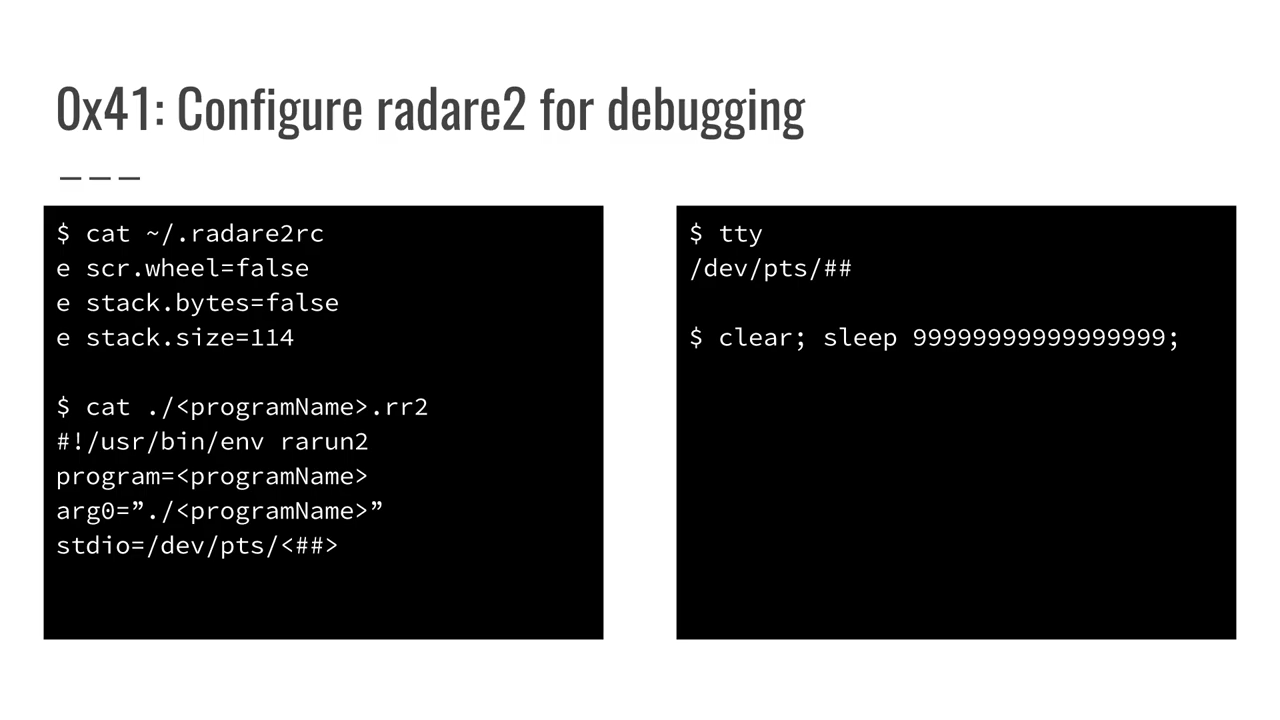 0x41: Configure radare2 for debugging
$ cat ~/.radare2rc
e scr.wheel=false
e stack.bytes=false
e stack.size=114
$ cat ./<programName>.rr2
#!/usr/bin/env rarun2
program=<programName>
arg0=”./<programName>”
stdio=/dev/pts/<##>
$ tty
/dev/pts/##
$ clear; sleep 99999999999999999;